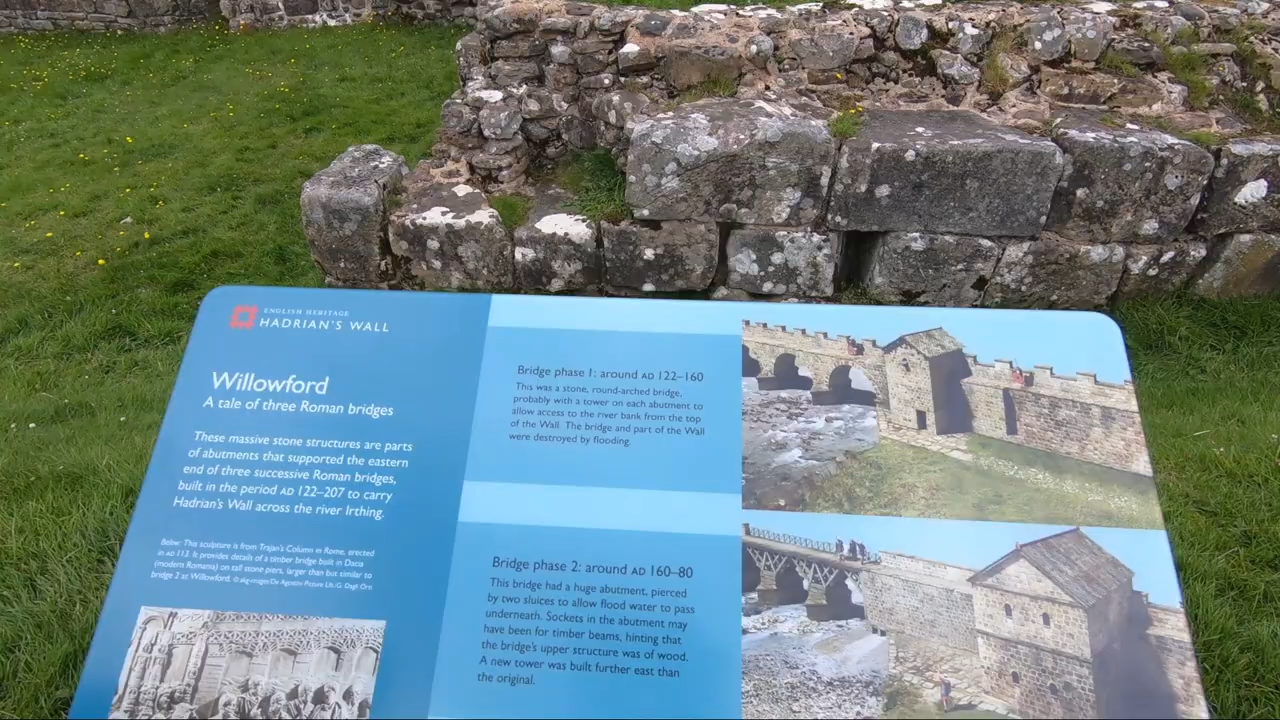 ENGLISH HERITAGE
HADRIAN'S WALL
Willowford
A tale of three Roman bridges
These massive stone structures are parts
of abutments that supported the eastern
end of three successive Roman bridges,
built in the period AD 122–207 to carry
Hadrian's Wall across the river Irthing.
Below: This sculpture is from Trajan's Column in Rome, erected
in AD 113. It provides details of a timber bridge built in Dacia
(modern Romania) on tall stone piers, larger than but similar to
bridge 2 at Willowford. © akg-images/De Agostini Picture Lib./G. Dagli Orti
Bridge phase 1: around AD 122–160
This was a stone, round-arched bridge,
probably with a tower on each abutment to
allow access to the river bank from the top
of the Wall. The bridge and part of the Wall
were destroyed by flooding.
Bridge phase 2: around AD 160–80
This bridge had a huge abutment, pierced
by two sluices to allow flood water to pass
underneath. Sockets in the abutment may
have been for timber beams, hinting that
the bridge's upper structure was of wood.
A new tower was built further east than
the original.